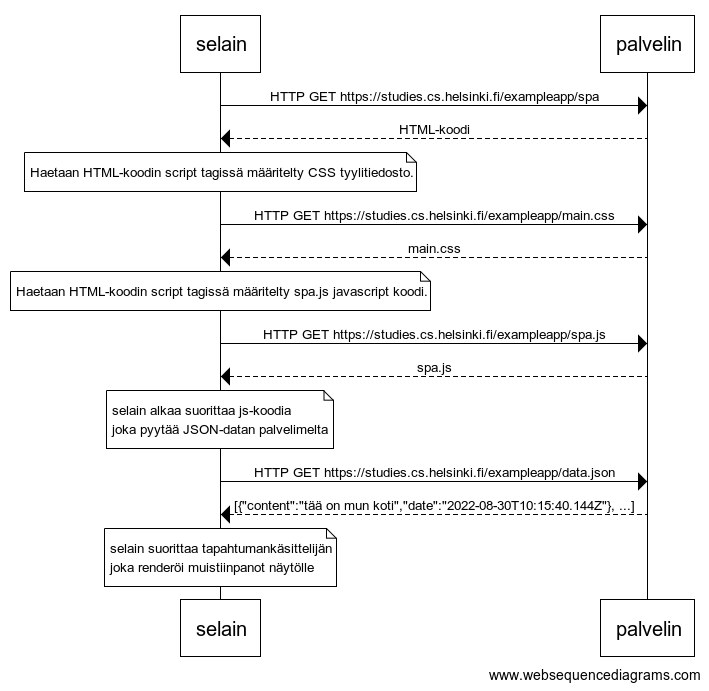 selain palvelin
HTTP GET https://studies.cs.helsinki.fi/exampleapp/spa
HTML-koodi
Haetaan HTML-koodin script tagissä määritelty CSS tyylitiedosto.
HTTP GET https://studies.cs.helsinki.fi/exampleapp/main.css
main.css
Haetaan HTML-koodin script tagissä määritelty spa.js javascript koodi.
HTTP GET https://studies.cs.helsinki.fi/exampleapp/spa.js
spa.js
selain alkaa suorittaa js-koodia
joka pyytää JSON-datan palvelimelta
HTTP GET https://studies.cs.helsinki.fi/exampleapp/data.json
[{"content":"tää on mun koti","date":"2022-08-30T10:15:40.144Z"}, ...]
selain suorittaa tapahtumankäsittelijän
joka renderöi muistiinpanot näytölle
selain palvelin
www.websequencediagrams.com